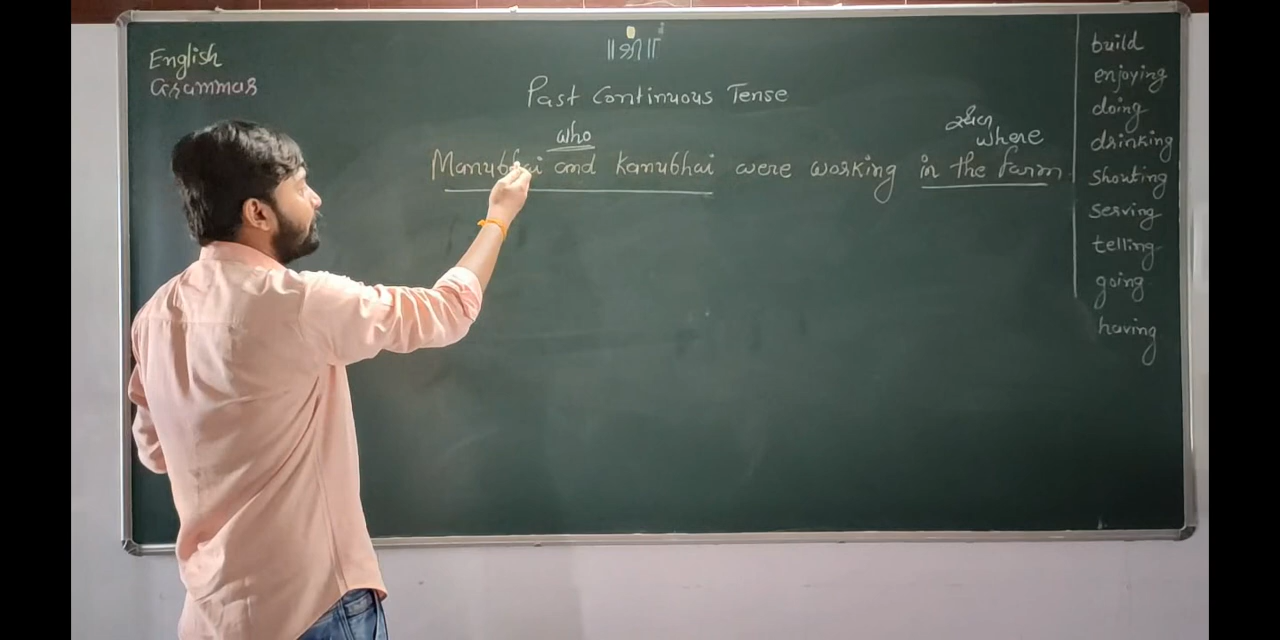 English
Grammar
॥ श्री ॥
Past Continuous Tense
who
સ્થળ
where
Manubhai and Kanubhai were working in the farm.
build
enjoying
doing
drinking
shouting
serving
telling
going
having